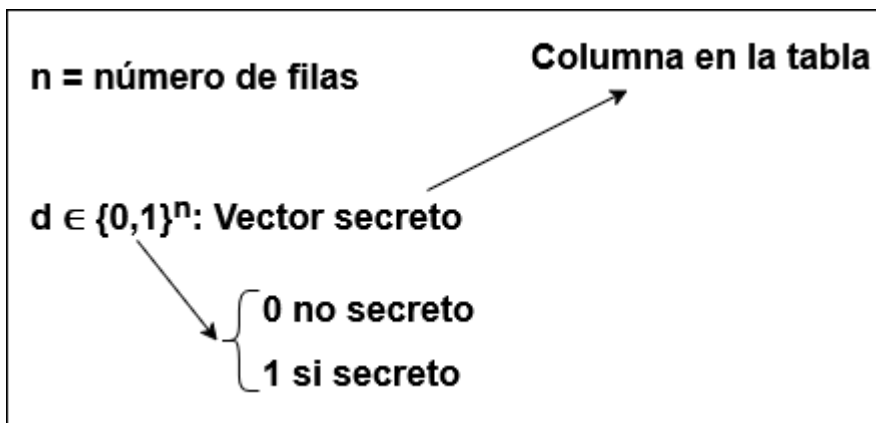 Columna en la tabla
n = número de filas
d ∈ {0,1}ⁿ: Vector secreto
0 no secreto
1 si secreto